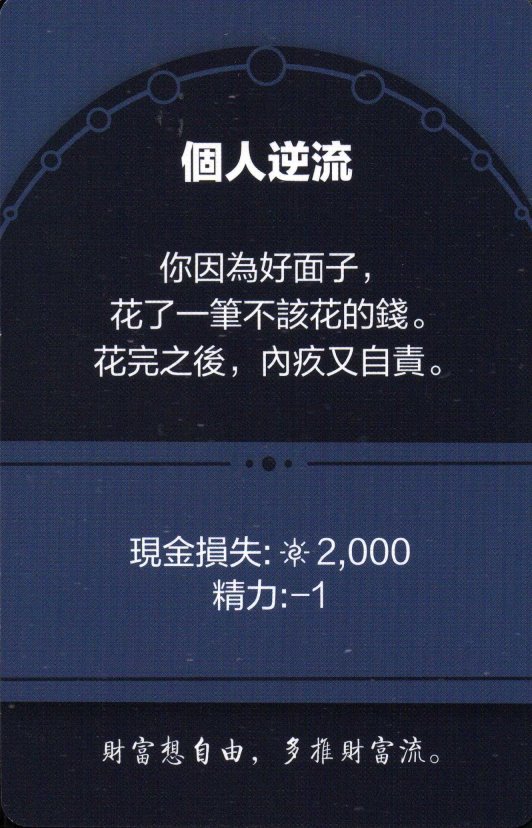 個人逆流
你因為好面子，
花了一筆不該花的錢。
花完之後，內疚又自責。
現金損失: 2,000
精力:−1
財富想自由，多推財富流。